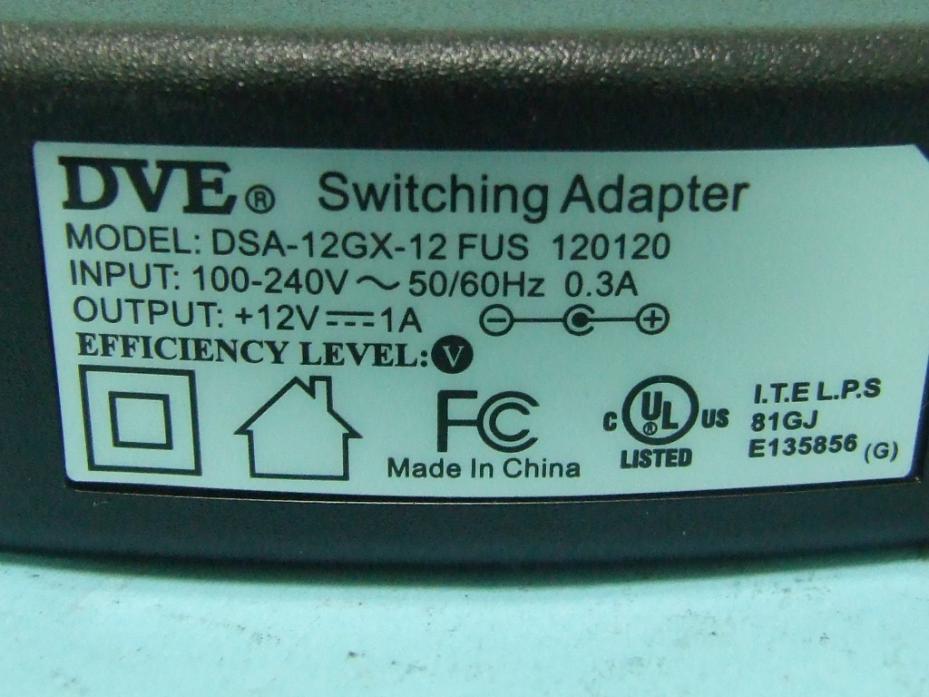 DVE® Switching Adapter
MODEL: DSA-12GX-12 FUS 120120
INPUT: 100-240V ～ 50/60Hz 0.3A
OUTPUT: +12V⎓1A
EFFICIENCY LEVEL: V
FC
Made In China
c UL ® US
LISTED
I.T.E L.P.S
81GJ
E135856 (G)